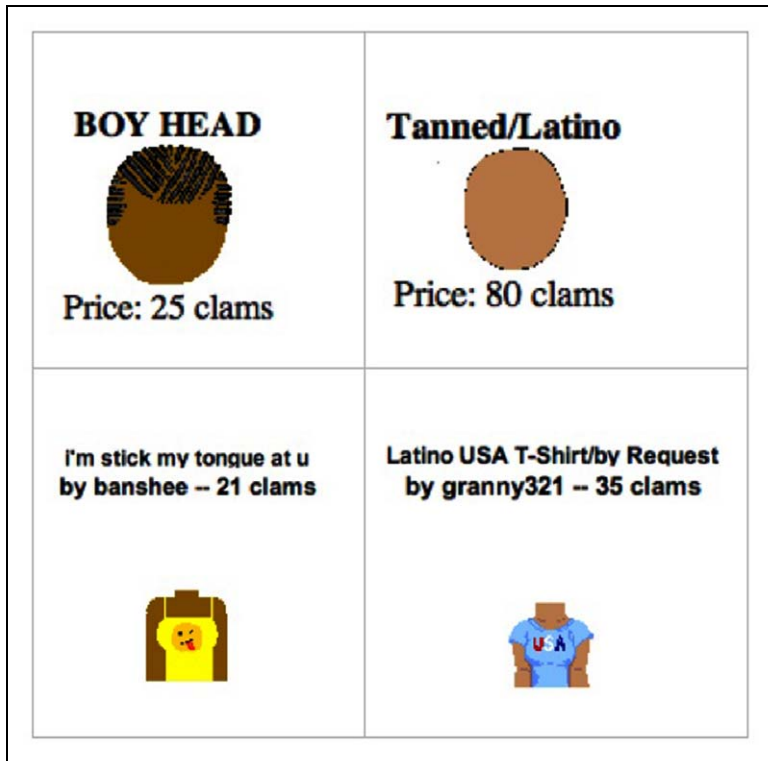 BOY HEAD
Price: 25 clams
Tanned/Latino
Price: 80 clams
i'm stick my tongue at u
by banshee -- 21 clams
Latino USA T-Shirt/by Request
by granny321 -- 35 clams
USA